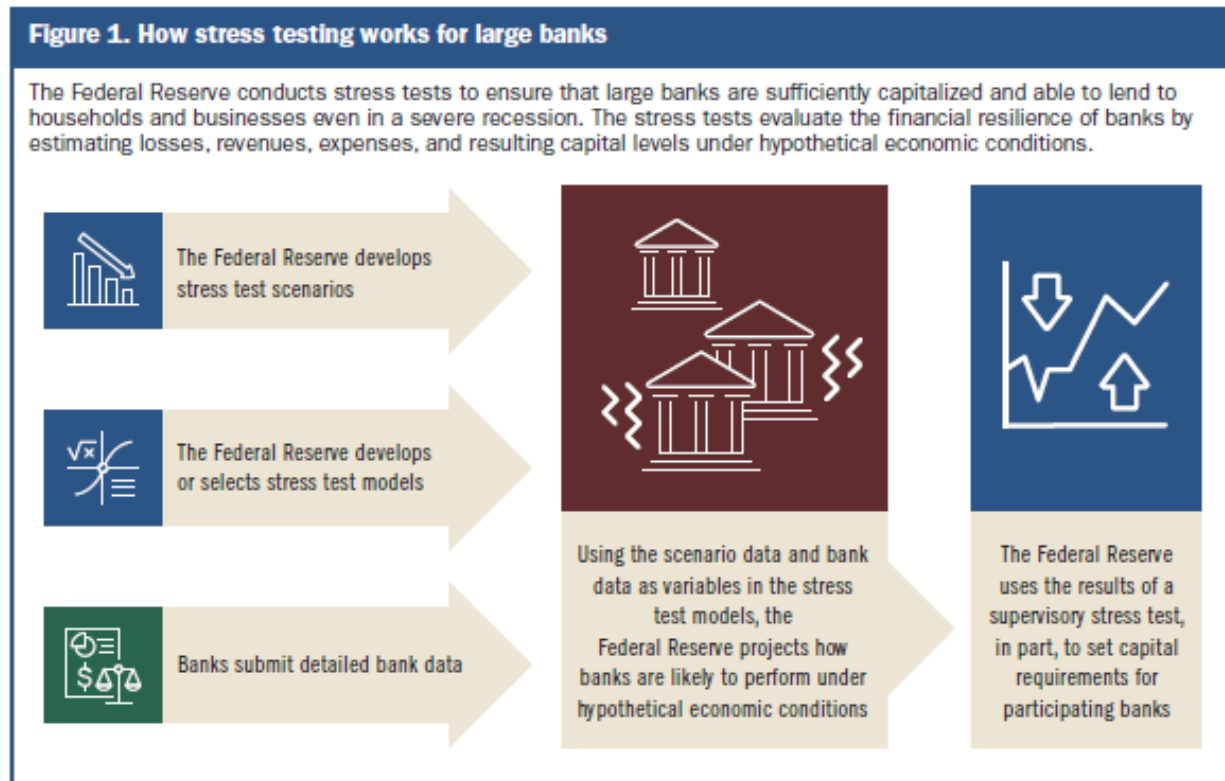 Figure 1. How stress testing works for large banks
The Federal Reserve conducts stress tests to ensure that large banks are sufficiently capitalized and able to lend to
households and businesses even in a severe recession. The stress tests evaluate the financial resilience of banks by
estimating losses, revenues, expenses, and resulting capital levels under hypothetical economic conditions.
The Federal Reserve develops
stress test scenarios
√x
The Federal Reserve develops
or selects stress test models
$
Banks submit detailed bank data
Using the scenario data and bank
data as variables in the stress
test models, the
Federal Reserve projects how
banks are likely to perform under
hypothetical economic conditions
The Federal Reserve
uses the results of a
supervisory stress test,
in part, to set capital
requirements for
participating banks